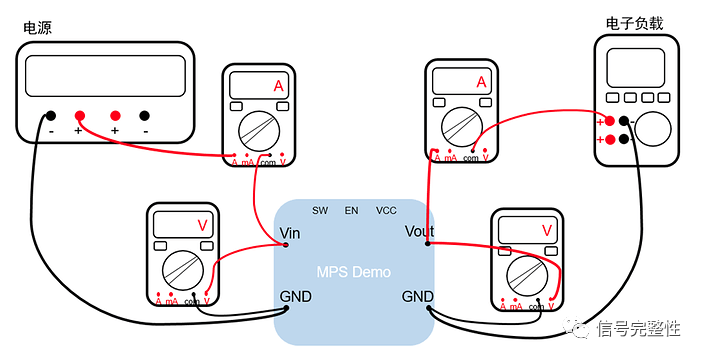 电源
电子负载
A
A
- + + -
+ -
+ -
A mA com V
A mA com V
SW EN VCC
V
Vin
Vout
V
MPS Demo
GND
GND
A mA com V
A mA com V
信号完整性